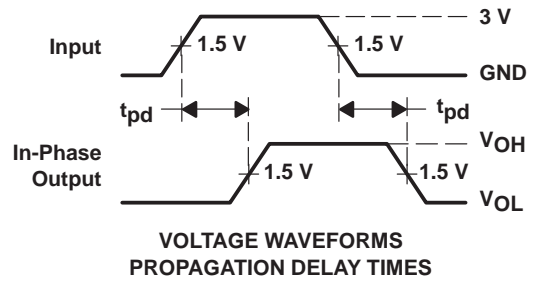 3 V
Input
1.5 V
1.5 V
GND
tpd
tpd
In-Phase
Output
VOH
1.5 V
1.5 V
VOL
VOLTAGE WAVEFORMS
PROPAGATION DELAY TIMES